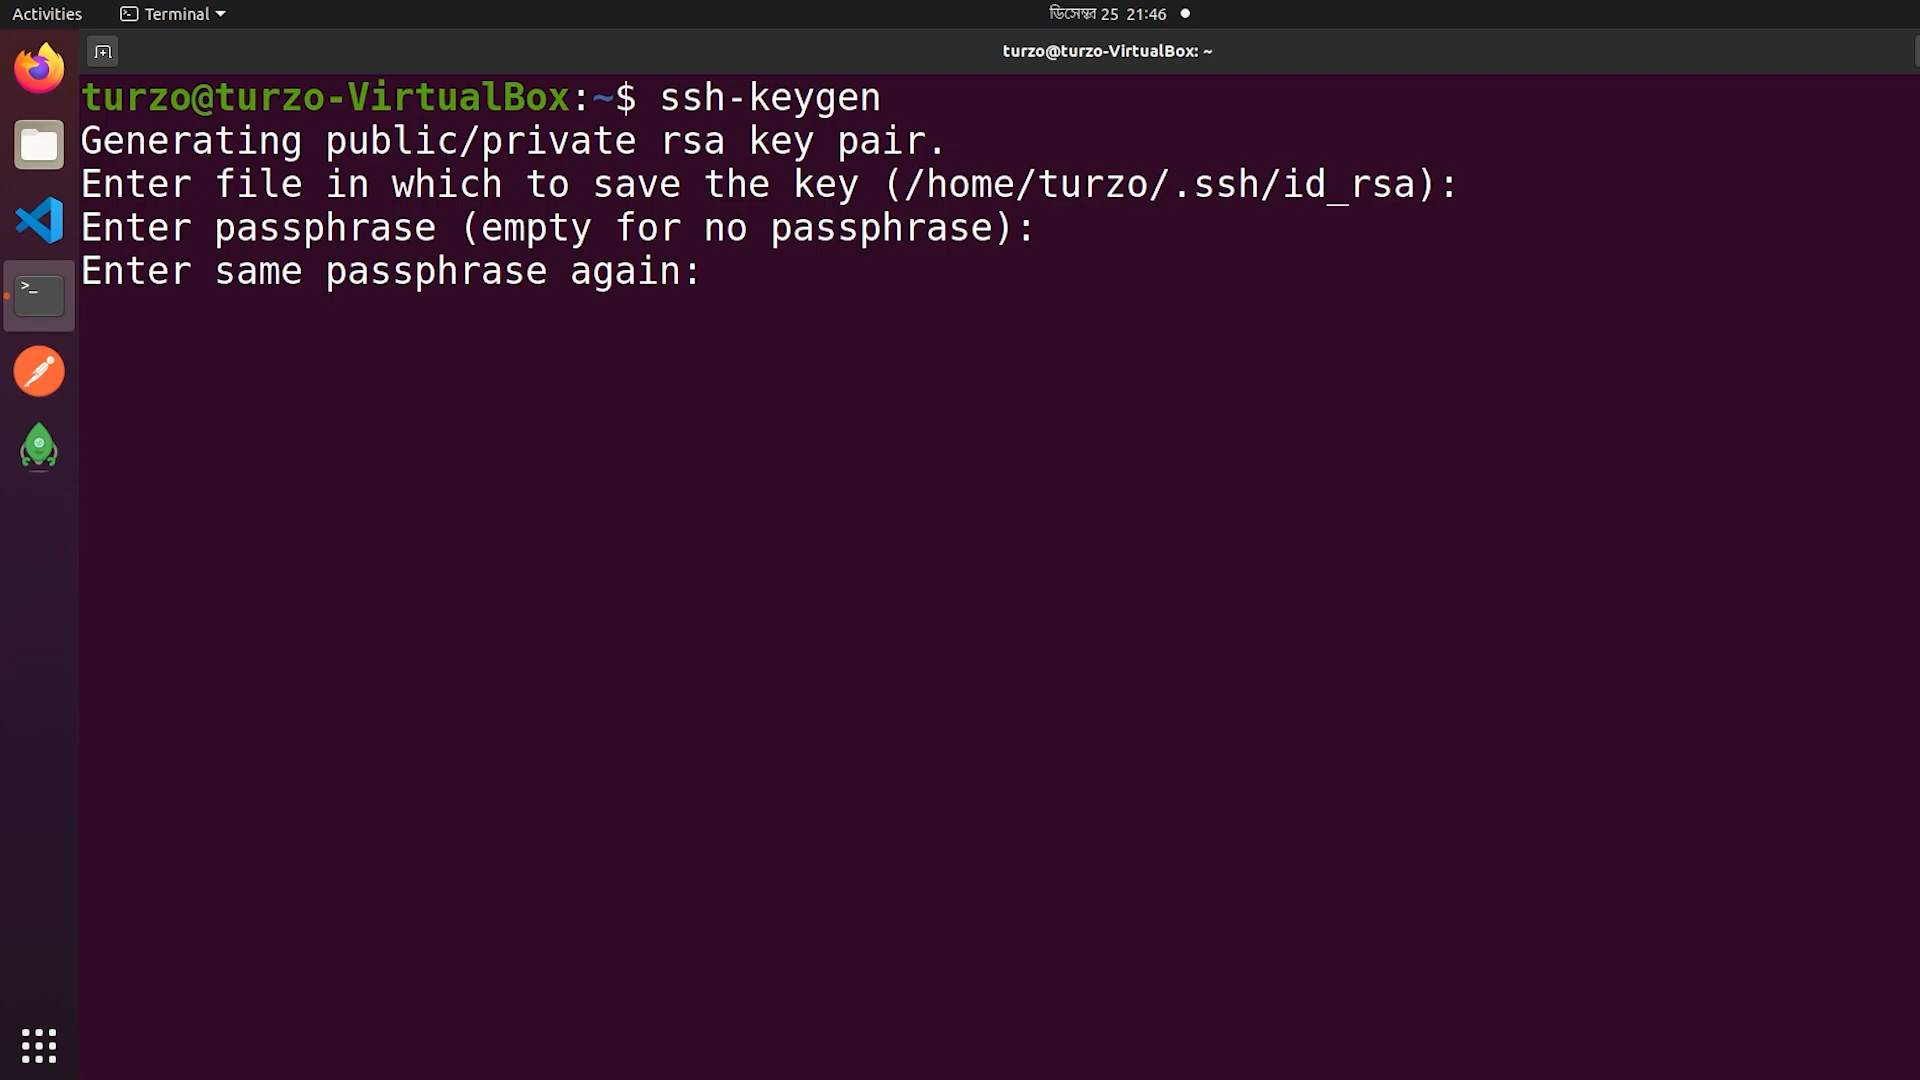 Activities
Terminal
ডিসেম্বর 25 21:46
turzo@turzo-VirtualBox: ~
turzo@turzo-VirtualBox:~$ ssh-keygen
Generating public/private rsa key pair.
Enter file in which to save the key (/home/turzo/.ssh/id_rsa):
Enter passphrase (empty for no passphrase):
Enter same passphrase again: